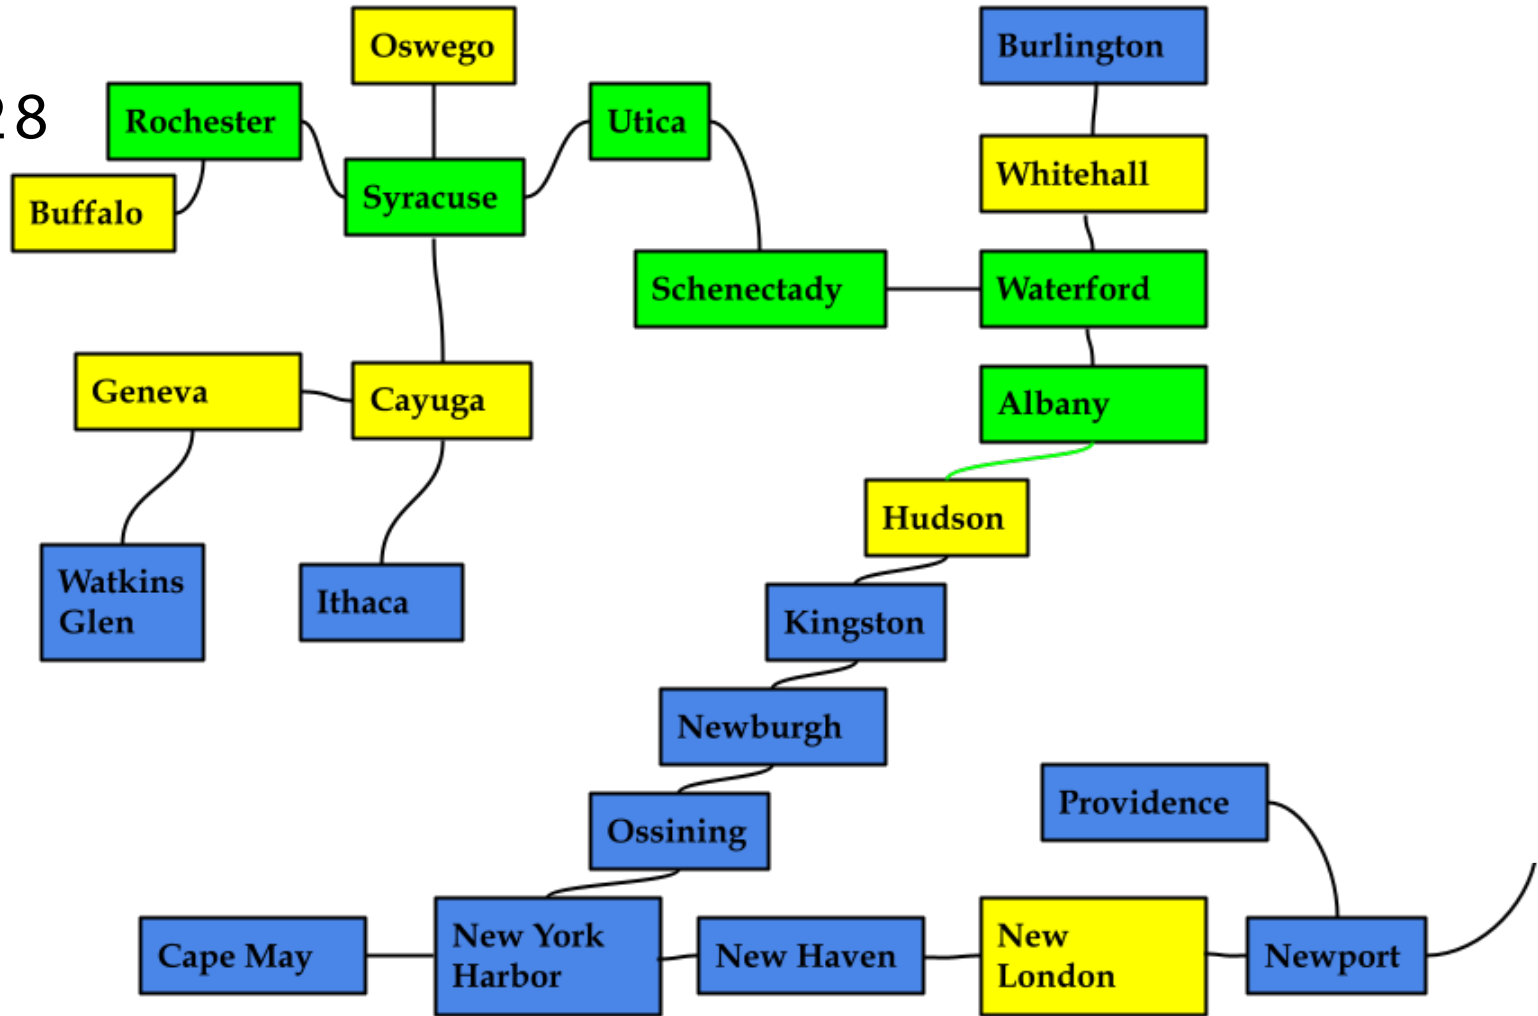 Oswego
Burlington
28
Rochester
Utica
Whitehall
Syracuse
Buffalo
Schenectady
Waterford
Geneva
Cayuga
Albany
Hudson
Watkins
Glen
Ithaca
Kingston
Newburgh
Providence
Ossining
Cape May
New York
Harbor
New Haven
New
London
Newport